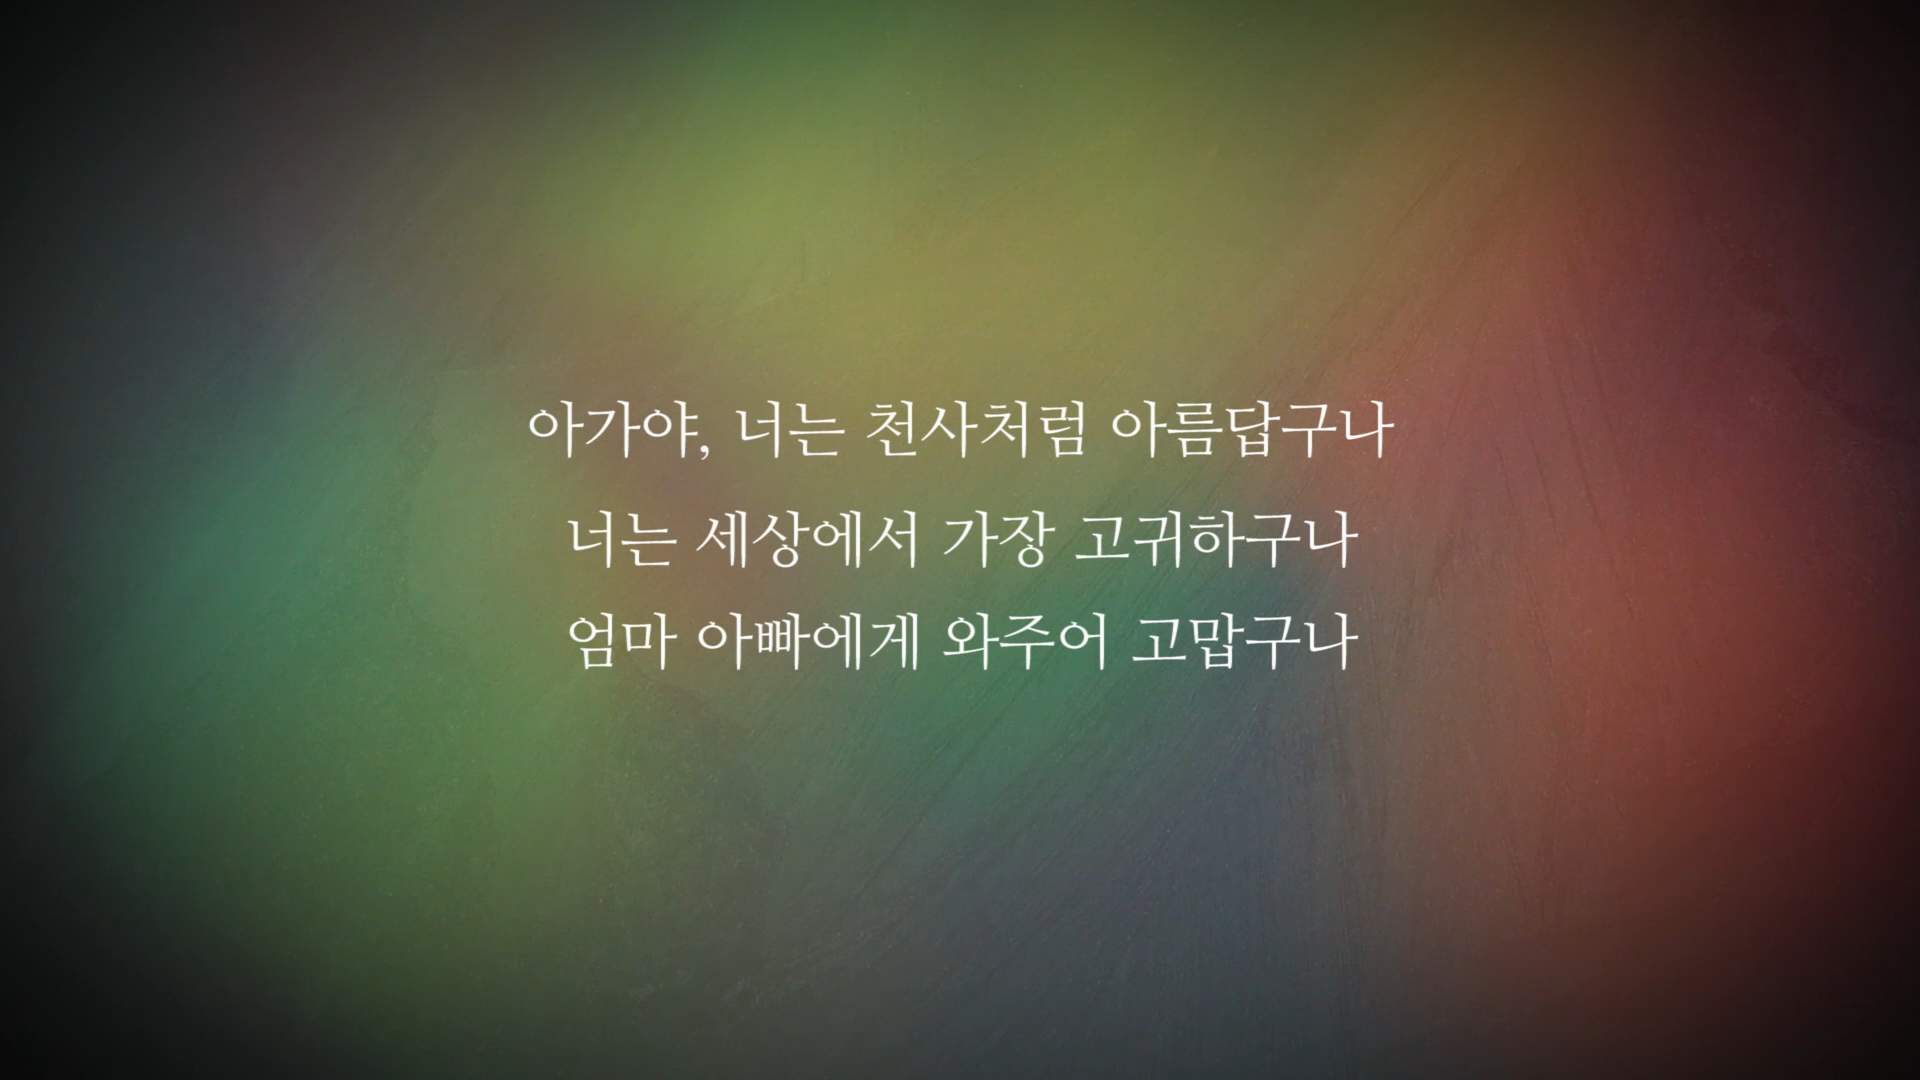 아가야, 너는 천사처럼 아름답구나
너는 세상에서 가장 고귀하구나
엄마 아빠에게 와주어 고맙구나